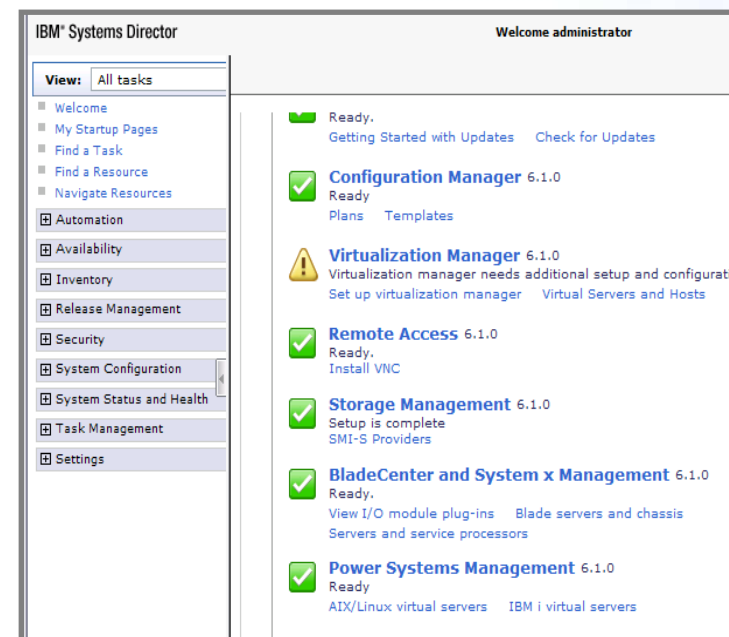 IBM® Systems Director
Welcome administrator
View: All tasks
Welcome
My Startup Pages
Find a Task
Find a Resource
Navigate Resources
Automation
Availability
Inventory
Release Management
Security
System Configuration
System Status and Health
Task Management
Settings
Ready.
Getting Started with Updates Check for Updates
Configuration Manager 6.1.0
Ready
Plans Templates
Virtualization Manager 6.1.0
Virtualization manager needs additional setup and configurati
Set up virtualization manager Virtual Servers and Hosts
Remote Access 6.1.0
Ready.
Install VNC
Storage Management 6.1.0
Setup is complete
SMI-S Providers
BladeCenter and System x Management 6.1.0
Ready.
View I/O module plug-ins Blade servers and chassis
Servers and service processors
Power Systems Management 6.1.0
Ready
AIX/Linux virtual servers IBM i virtual servers